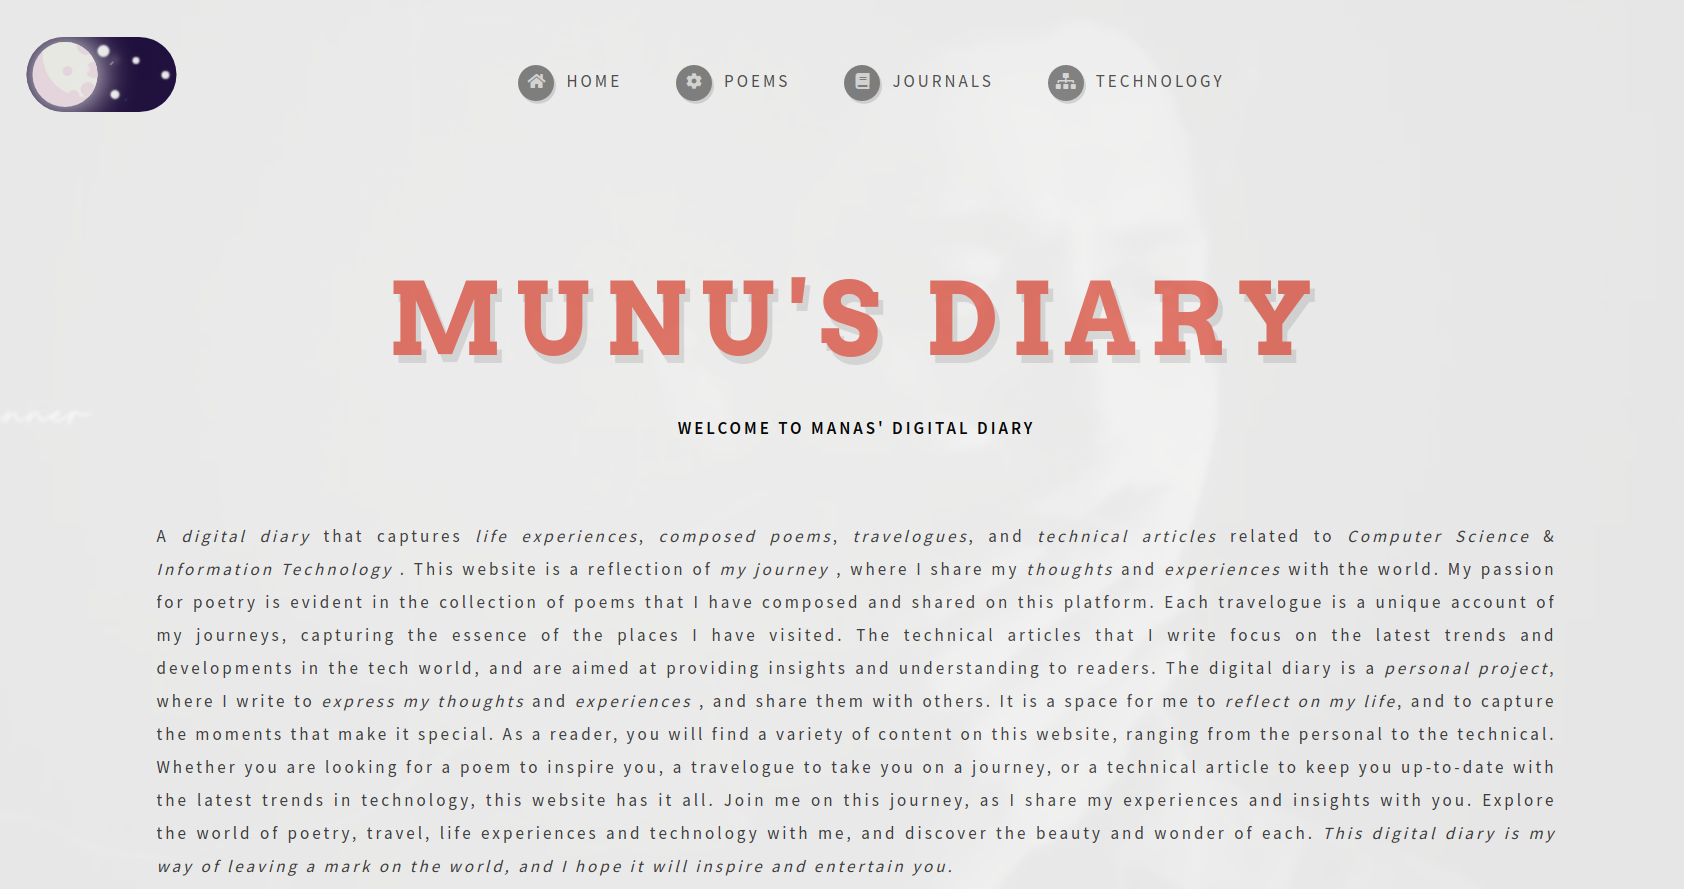 HOME POEMS JOURNALS TECHNOLOGY
MUNU'S DIARY
nner
WELCOME TO MANAS' DIGITAL DIARY
A digital diary that captures life experiences, composed poems, travelogues, and technical articles related to Computer Science &
Information Technology . This website is a reflection of my journey , where I share my thoughts and experiences with the world. My passion
for poetry is evident in the collection of poems that I have composed and shared on this platform. Each travelogue is a unique account of
my journeys, capturing the essence of the places I have visited. The technical articles that I write focus on the latest trends and
developments in the tech world, and are aimed at providing insights and understanding to readers. The digital diary is a personal project,
where I write to express my thoughts and experiences , and share them with others. It is a space for me to reflect on my life, and to capture
the moments that make it special. As a reader, you will find a variety of content on this website, ranging from the personal to the technical.
Whether you are looking for a poem to inspire you, a travelogue to take you on a journey, or a technical article to keep you up-to-date with
the latest trends in technology, this website has it all. Join me on this journey, as I share my experiences and insights with you. Explore
the world of poetry, travel, life experiences and technology with me, and discover the beauty and wonder of each. This digital diary is my
way of leaving a mark on the world, and I hope it will inspire and entertain you.